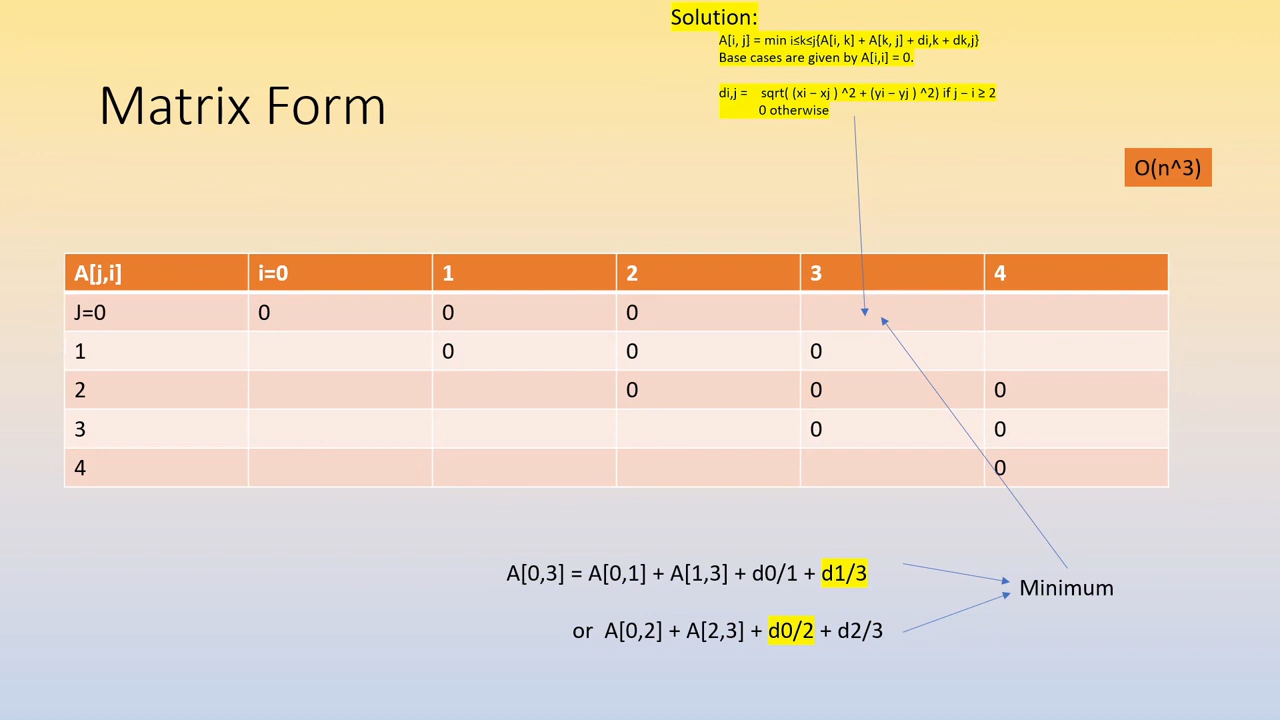 Solution:
A[i, j] = min i≤k≤j{A[i, k] + A[k, j] + di,k + dk,j}
Base cases are given by A[i,i] = 0.
di,j = sqrt( (xi − xj ) ^2 + (yi − yj ) ^2) if j − i ≥ 2
0 otherwise
Matrix Form
O(n^3)
A[j,i] i=0 1 2 3 4
J=0 0 0 0
1 0 0 0
2 0 0 0
3 0 0
4 0
A[0,3] = A[0,1] + A[1,3] + d0/1 + d1/3
Minimum
or A[0,2] + A[2,3] + d0/2 + d2/3